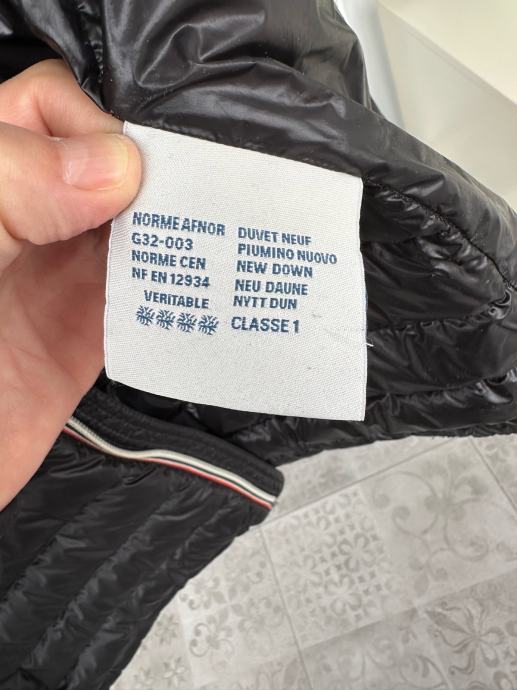 NORME AFNOR
G32-003
NORME CEN
NF EN 12934
VERITABLE
DUVET NEUF
PIUMINO NUOVO
NEW DOWN
NEU DAUNE
NYTT DUN
CLASSE 1